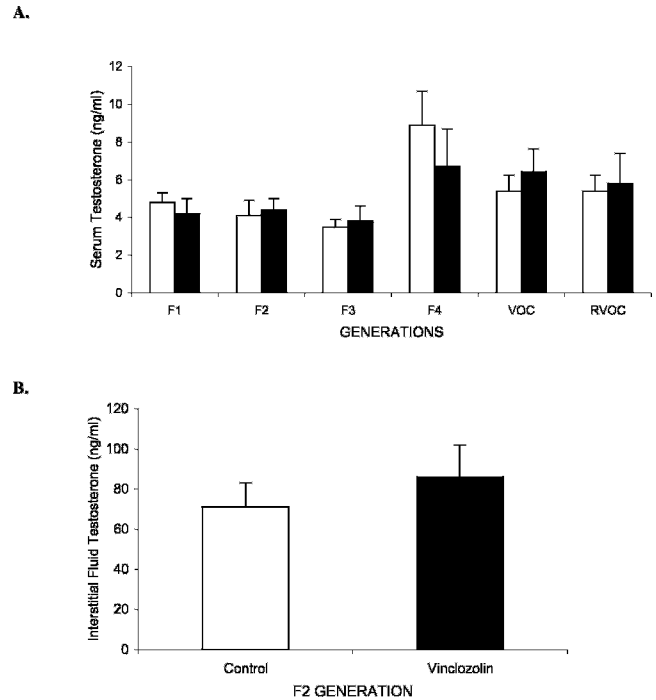 A.
Serum Testosterone (ng/ml)
12
10
8
6
4
2
0
F1 F2 F3 F4 VOC RVOC
GENERATIONS
B.
Interstitial Fluid Testosterone (ng/ml)
120
100
80
60
40
20
0
Control Vinclozolin
F2 GENERATION